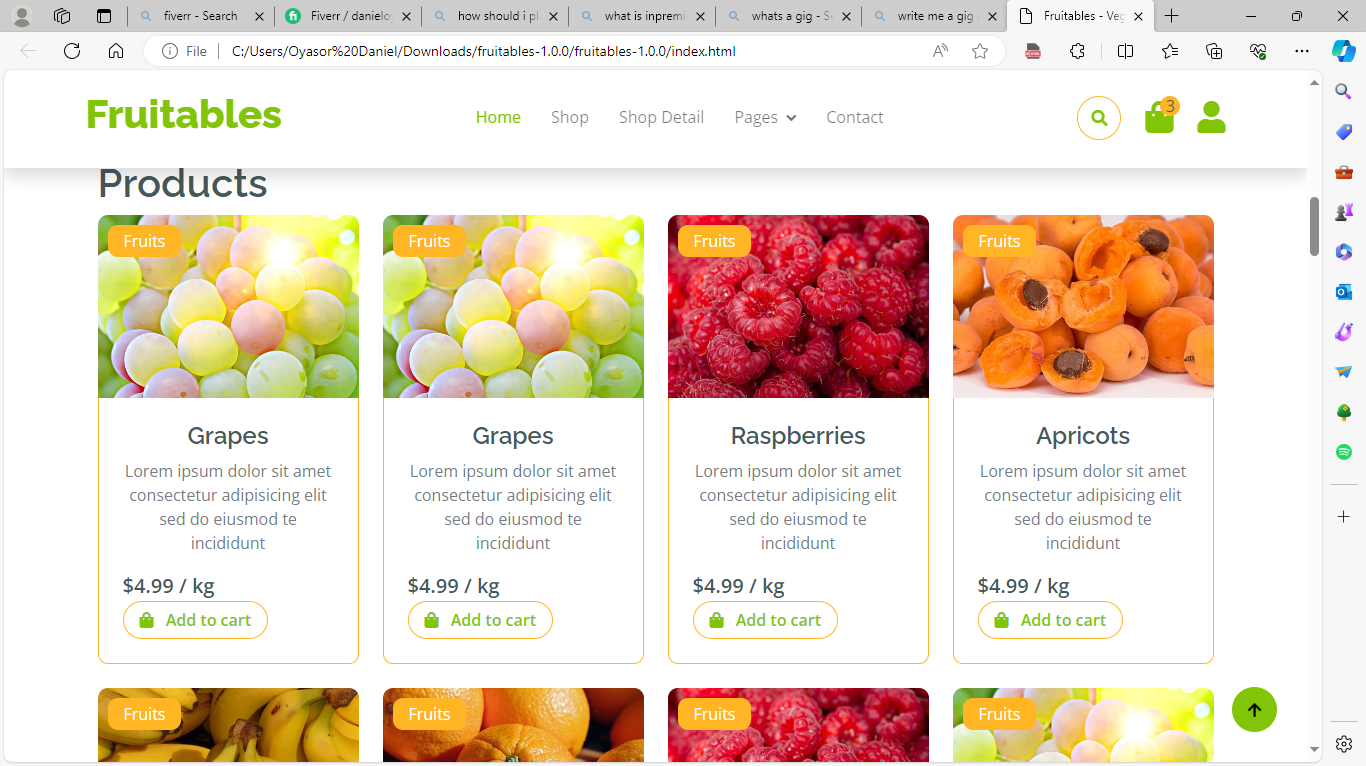 fiverr - Search
Fiverr / danieloy
how should i pl
what is inpremi
whats a gig - Se
write me a gig
Fruitables - Veg
File
C:/Users/Oyasor%20Daniel/Downloads/fruitables-1.0.0/fruitables-1.0.0/index.html
Fruitables
Home
Shop
Shop Detail
Pages
Contact
3
Products
Fruits
Fruits
Fruits
Fruits
Grapes
Lorem ipsum dolor sit amet
consectetur adipisicing elit
sed do eiusmod te
incididunt
$4.99 / kg
Add to cart
Grapes
Lorem ipsum dolor sit amet
consectetur adipisicing elit
sed do eiusmod te
incididunt
$4.99 / kg
Add to cart
Raspberries
Lorem ipsum dolor sit amet
consectetur adipisicing elit
sed do eiusmod te
incididunt
$4.99 / kg
Add to cart
Apricots
Lorem ipsum dolor sit amet
consectetur adipisicing elit
sed do eiusmod te
incididunt
$4.99 / kg
Add to cart
Fruits
Fruits
Fruits
Fruits